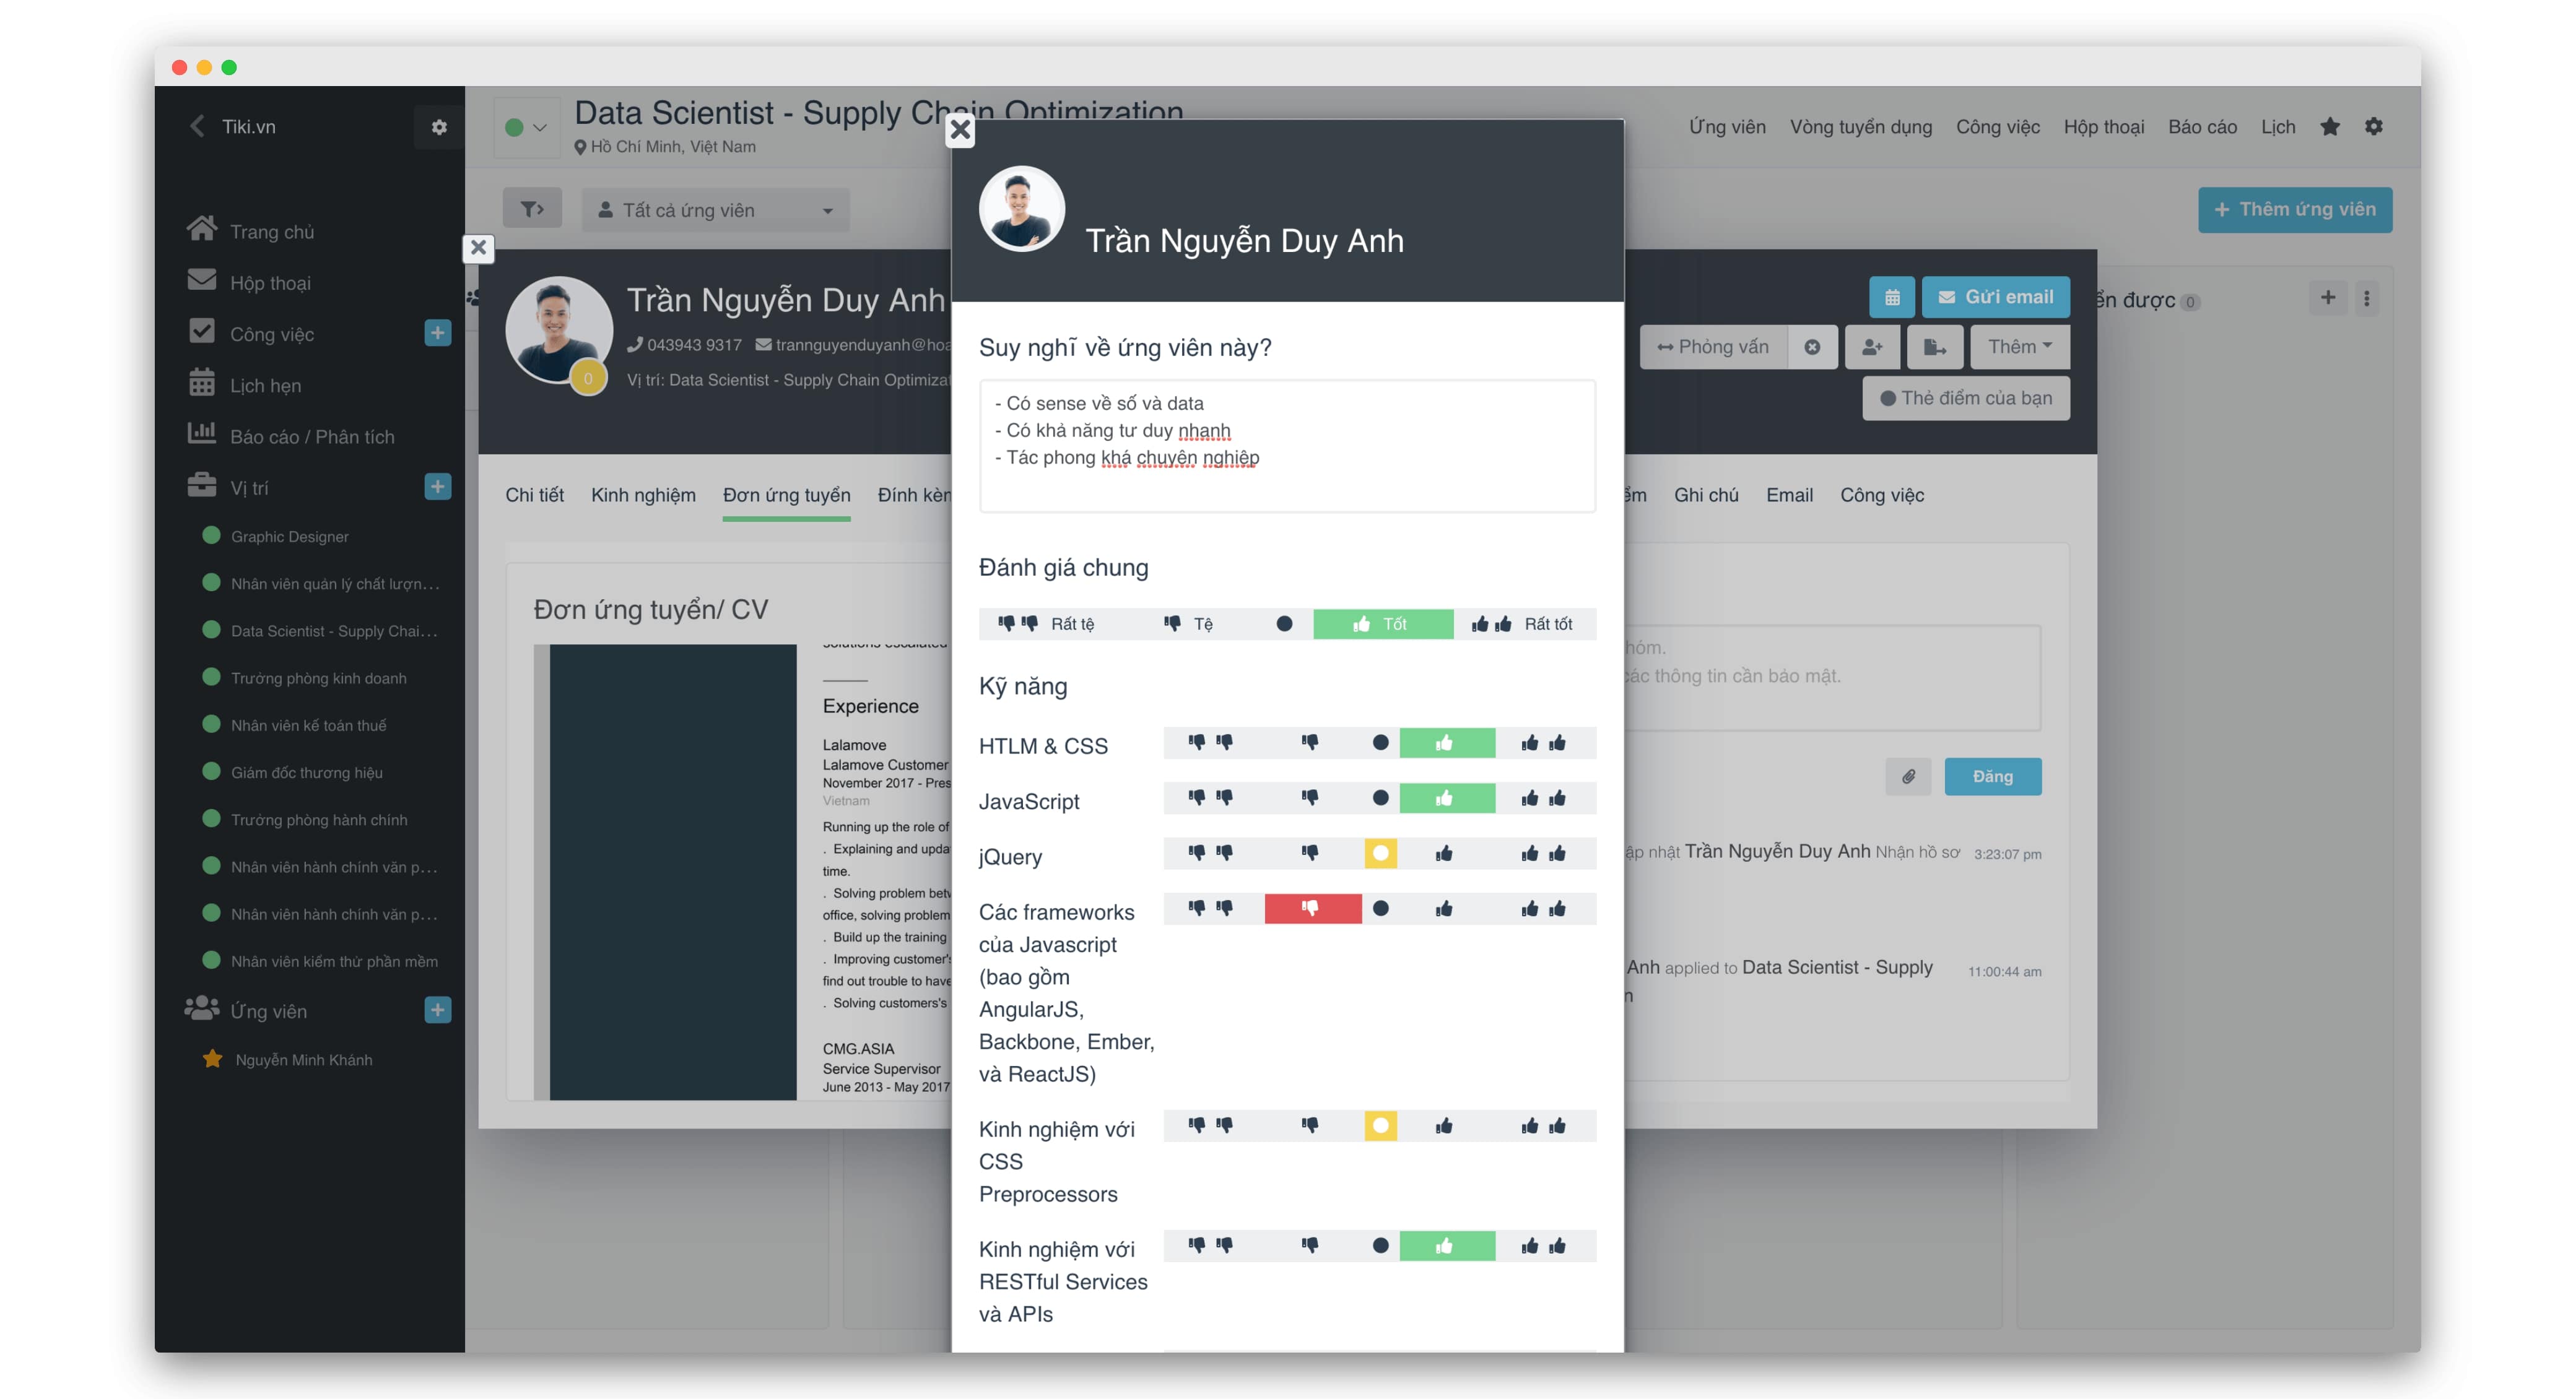 Tiki.vn
Trang chủ
Hộp thoại
Công việc
Lịch hẹn
Báo cáo / Phân tích
Vị trí
Graphic Designer
Nhân viên quản lý chất lượn...
Data Scientist - Supply Chai...
Trưởng phòng kinh doanh
Nhân viên kế toán thuế
Giám đốc thương hiệu
Trưởng phòng hành chính
Nhân viên hành chính văn p...
Nhân viên hành chính văn p...
Nhân viên kiểm thử phần mềm
Ứng viên
Nguyễn Minh Khánh
Data Scientist - Supply Chain Optimization
Hồ Chí Minh, Việt Nam
Ứng viên Vòng tuyển dụng Công việc Hộp thoại Báo cáo Lịch
Tất cả ứng viên
+ Thêm ứng viên
Trần Nguyễn Duy Anh
043943 9317 trannguyenduyanh@hoa
Vị trí: Data Scientist - Supply Chain Optimizat
Gửi email
Phỏng vấn
Thêm
Thẻ điểm của bạn
ển được 0
Chi tiết Kinh nghiệm Đơn ứng tuyển Đính kèn
ểm Ghi chú Email Công việc
Đơn ứng tuyển/ CV
solutions escalated
Experience
Lalamove
Lalamove Customer
November 2017 - Pres
Vietnam
Running up the role of
. Explaining and upda
time.
. Solving problem betw
office, solving problem
. Build up the training
. Improving customer's
find out trouble to have
. Solving customers's
CMG.ASIA
Service Supervisor
June 2013 - May 2017
hóm.
các thông tin cần bảo mật.
Đăng
ập nhật Trần Nguyễn Duy Anh Nhận hồ sơ 3:23:07 pm
Anh applied to Data Scientist - Supply 11:00:44 am
n
Trần Nguyễn Duy Anh
Suy nghĩ về ứng viên này?
- Có sense về số và data
- Có khả năng tư duy nhanh
- Tác phong khá chuyên nghiệp
Đánh giá chung
Rất tệ Tệ Tốt Rất tốt
Kỹ năng
HTLM & CSS
JavaScript
jQuery
Các frameworks
của Javascript
(bao gồm
AngularJS,
Backbone, Ember,
và ReactJS)
Kinh nghiệm với
CSS
Preprocessors
Kinh nghiệm với
RESTful Services
và APIs